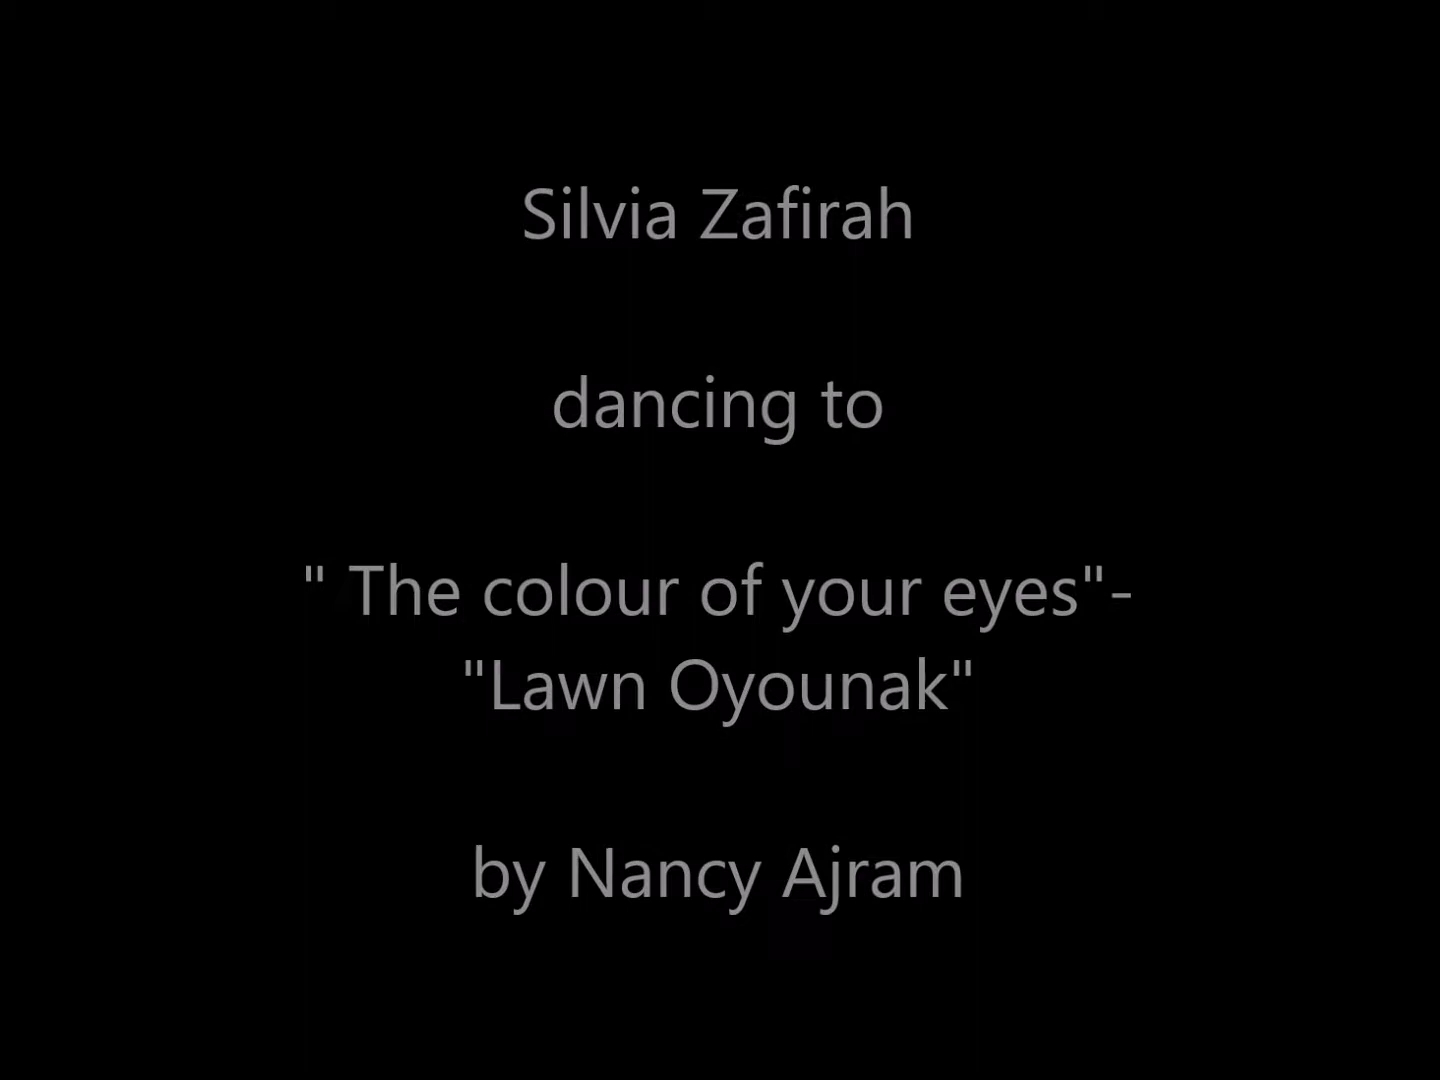 Silvia Zafirah
dancing to
" The colour of your eyes"-
"Lawn Oyounak"
by Nancy Ajram